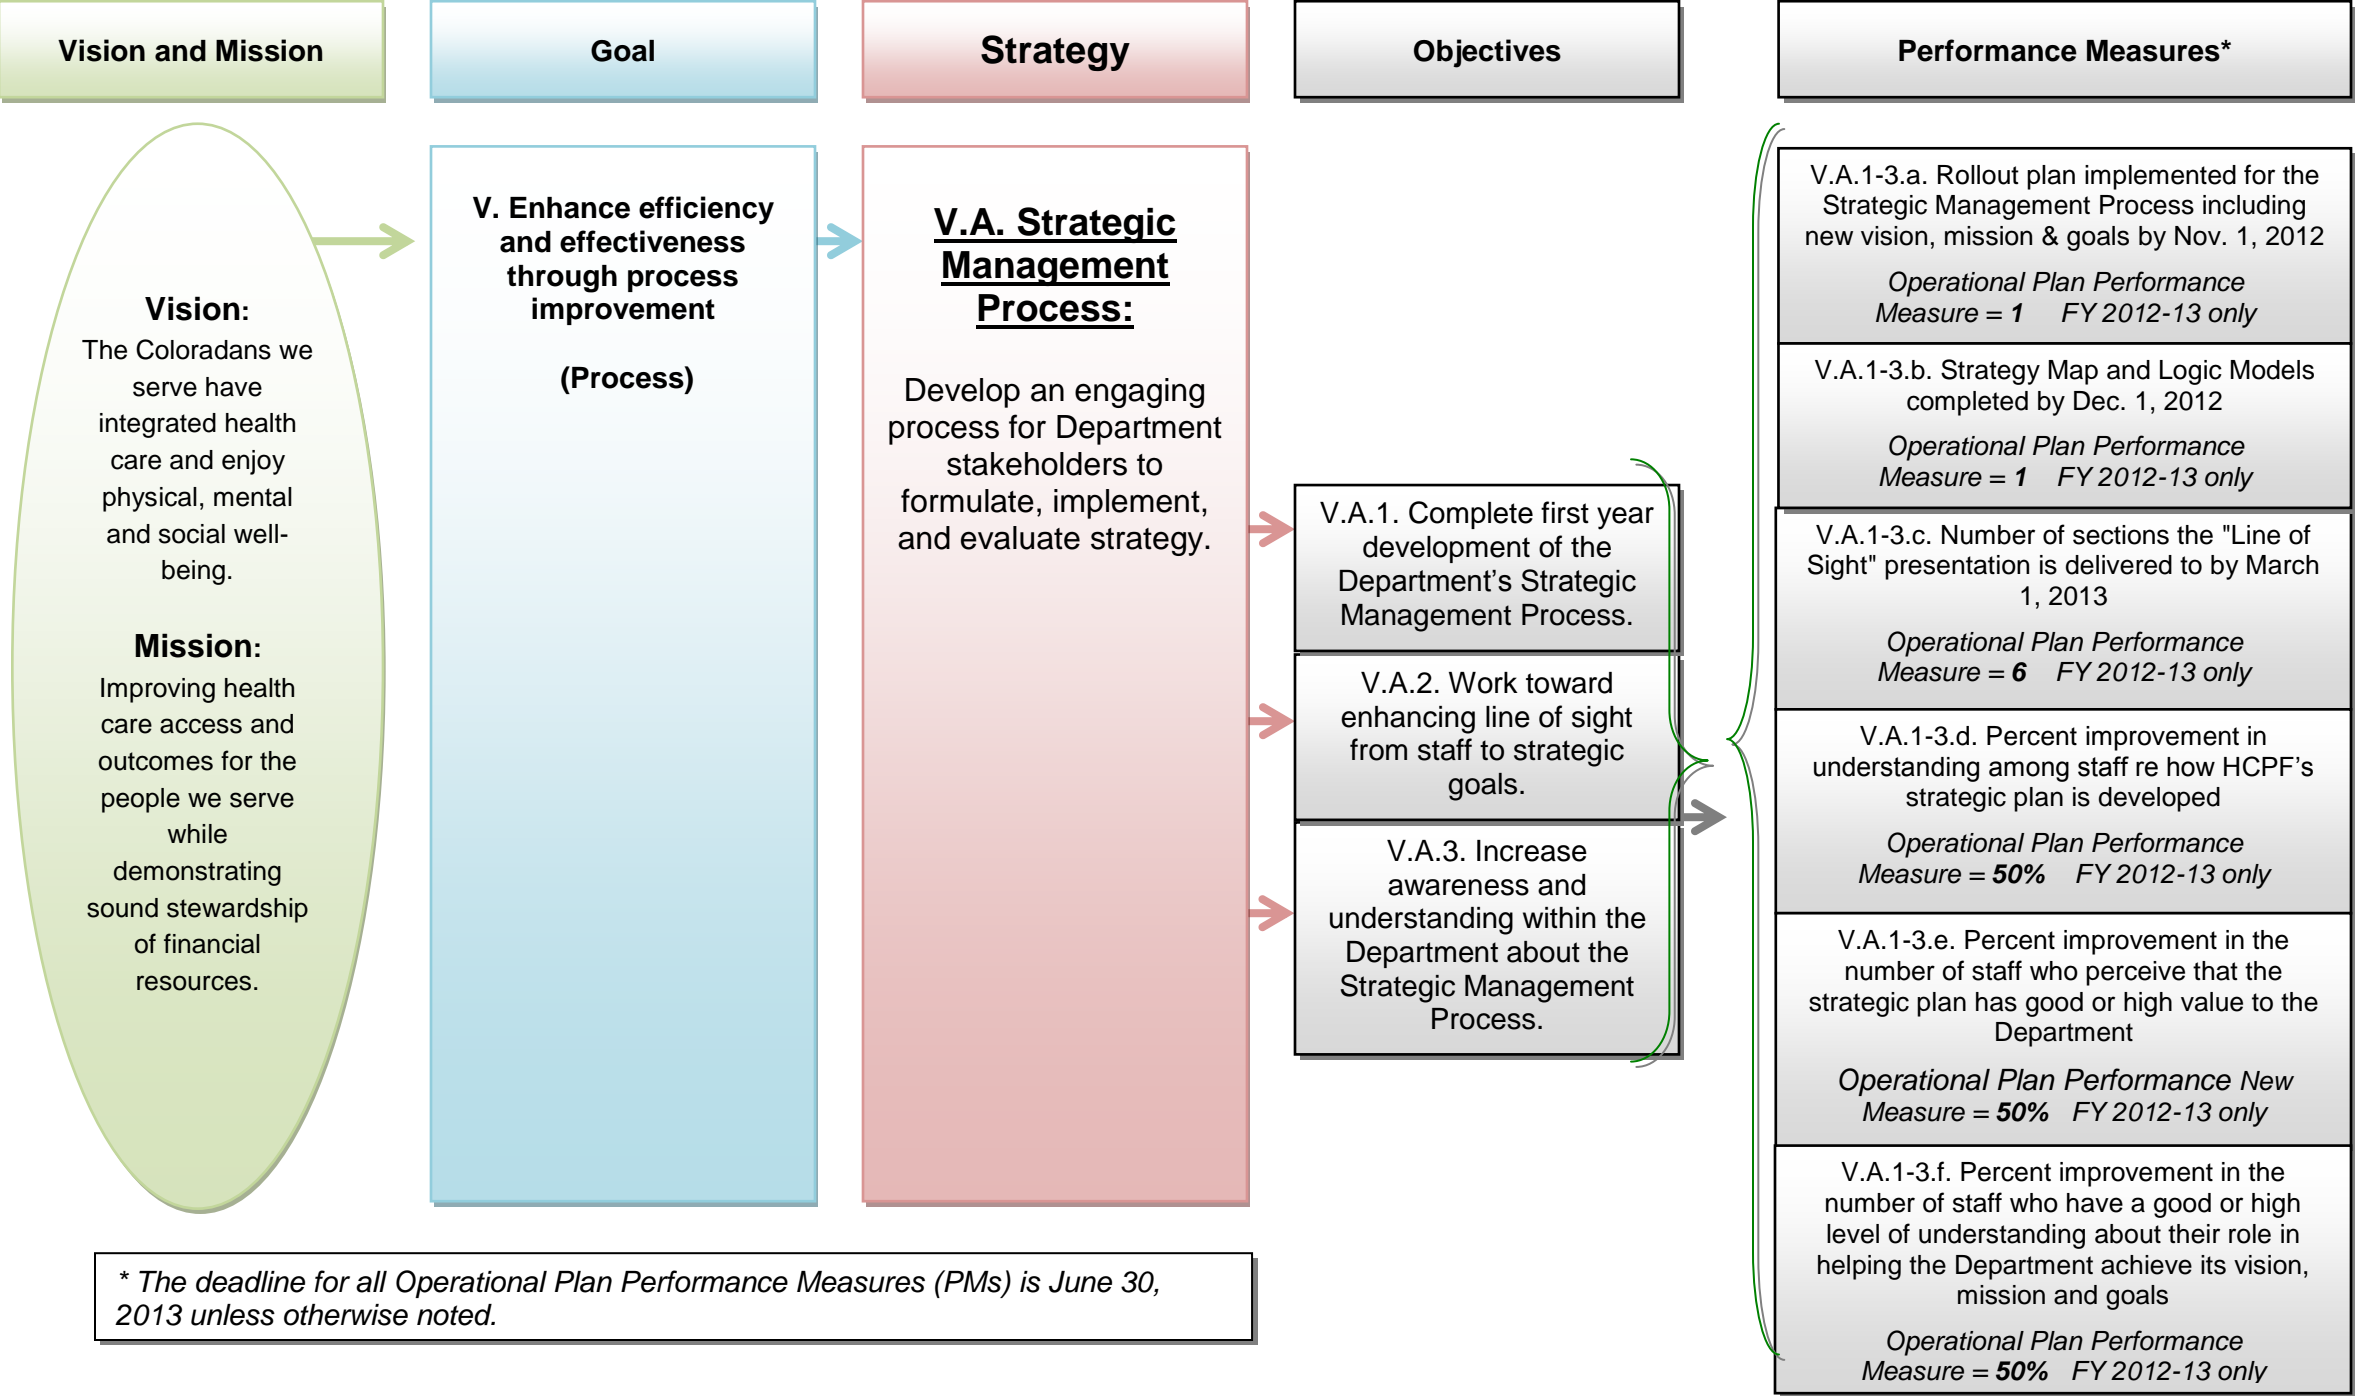 Vision and Mission
Goal
Strategy
Objectives
Performance Measures*
Vision:
The Coloradans we
serve have
integrated health
care and enjoy
physical, mental
and social well-
being.
Mission:
Improving health
care access and
outcomes for the
people we serve
while
demonstrating
sound stewardship
of financial
resources.
V. Enhance efficiency
and effectiveness
through process
improvement
(Process)
V.A. Strategic
Management
Process:
Develop an engaging
process for Department
stakeholders to
formulate, implement,
and evaluate strategy.
V.A.1. Complete first year
development of the
Department’s Strategic
Management Process.
V.A.2. Work toward
enhancing line of sight
from staff to strategic
goals.
V.A.3. Increase
awareness and
understanding within the
Department about the
Strategic Management
Process.
V.A.1-3.a. Rollout plan implemented for the
Strategic Management Process including
new vision, mission & goals by Nov. 1, 2012
Operational Plan Performance
Measure = 1 FY 2012-13 only
V.A.1-3.b. Strategy Map and Logic Models
completed by Dec. 1, 2012
Operational Plan Performance
Measure = 1 FY 2012-13 only
V.A.1-3.c. Number of sections the "Line of
Sight" presentation is delivered to by March
1, 2013
Operational Plan Performance
Measure = 6 FY 2012-13 only
V.A.1-3.d. Percent improvement in
understanding among staff re how HCPF’s
strategic plan is developed
Operational Plan Performance
Measure = 50% FY 2012-13 only
V.A.1-3.e. Percent improvement in the
number of staff who perceive that the
strategic plan has good or high value to the
Department
Operational Plan Performance New
Measure = 50% FY 2012-13 only
V.A.1-3.f. Percent improvement in the
number of staff who have a good or high
level of understanding about their role in
helping the Department achieve its vision,
mission and goals
Operational Plan Performance
Measure = 50% FY 2012-13 only
* The deadline for all Operational Plan Performance Measures (PMs) is June 30,
2013 unless otherwise noted.